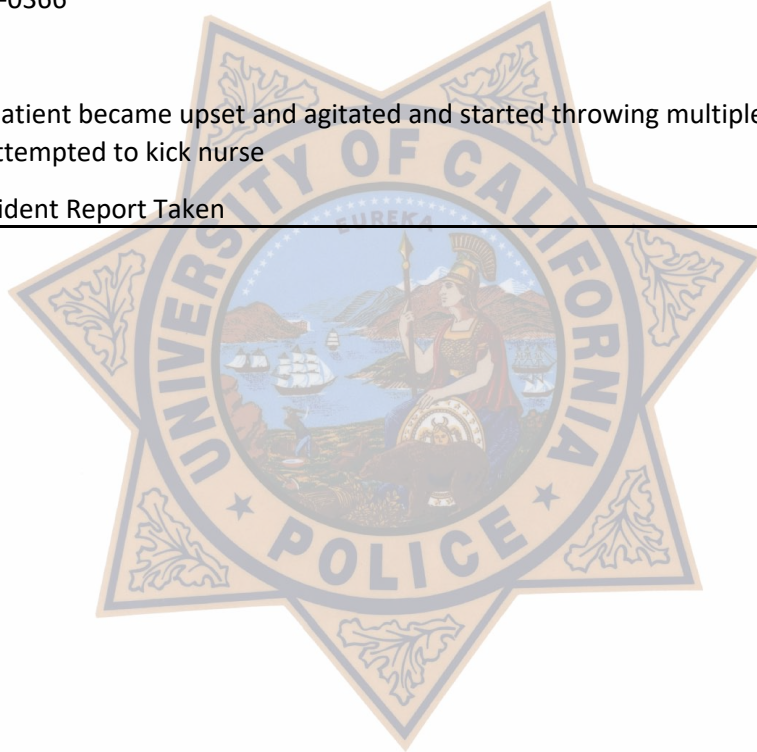 -0366
atient became upset and agitated and started throwing multiple
ttempted to kick nurse
ident Report Taken
EUREKA
UNIVERSITY OF CALIFORNIA
POLICE